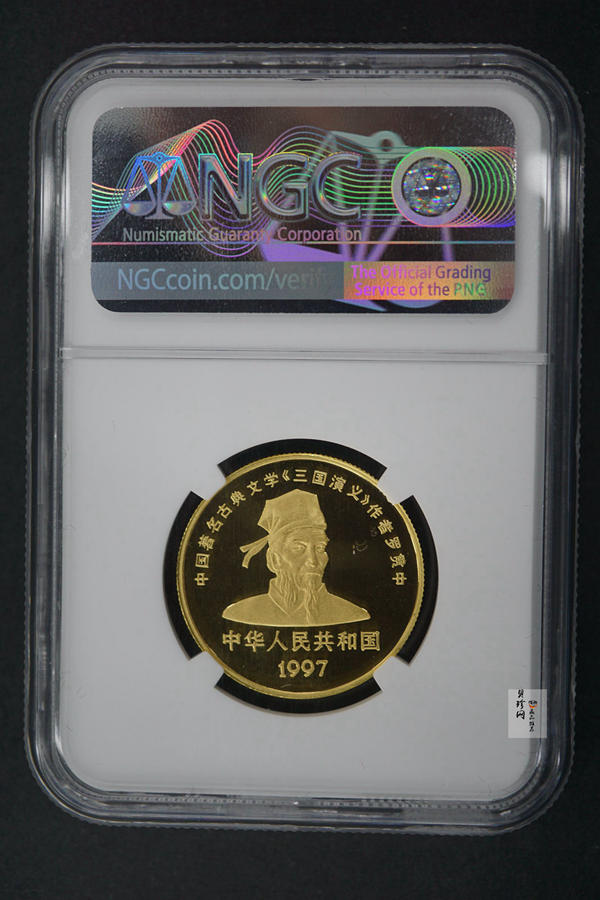 NGC
Numismatic Guaranty Corporation
NGCcoin.com/verif
The Official Grading
Service of the PNG
中国著名古典文学《三国演义》作者罗贯中
中华人民共和国
1997